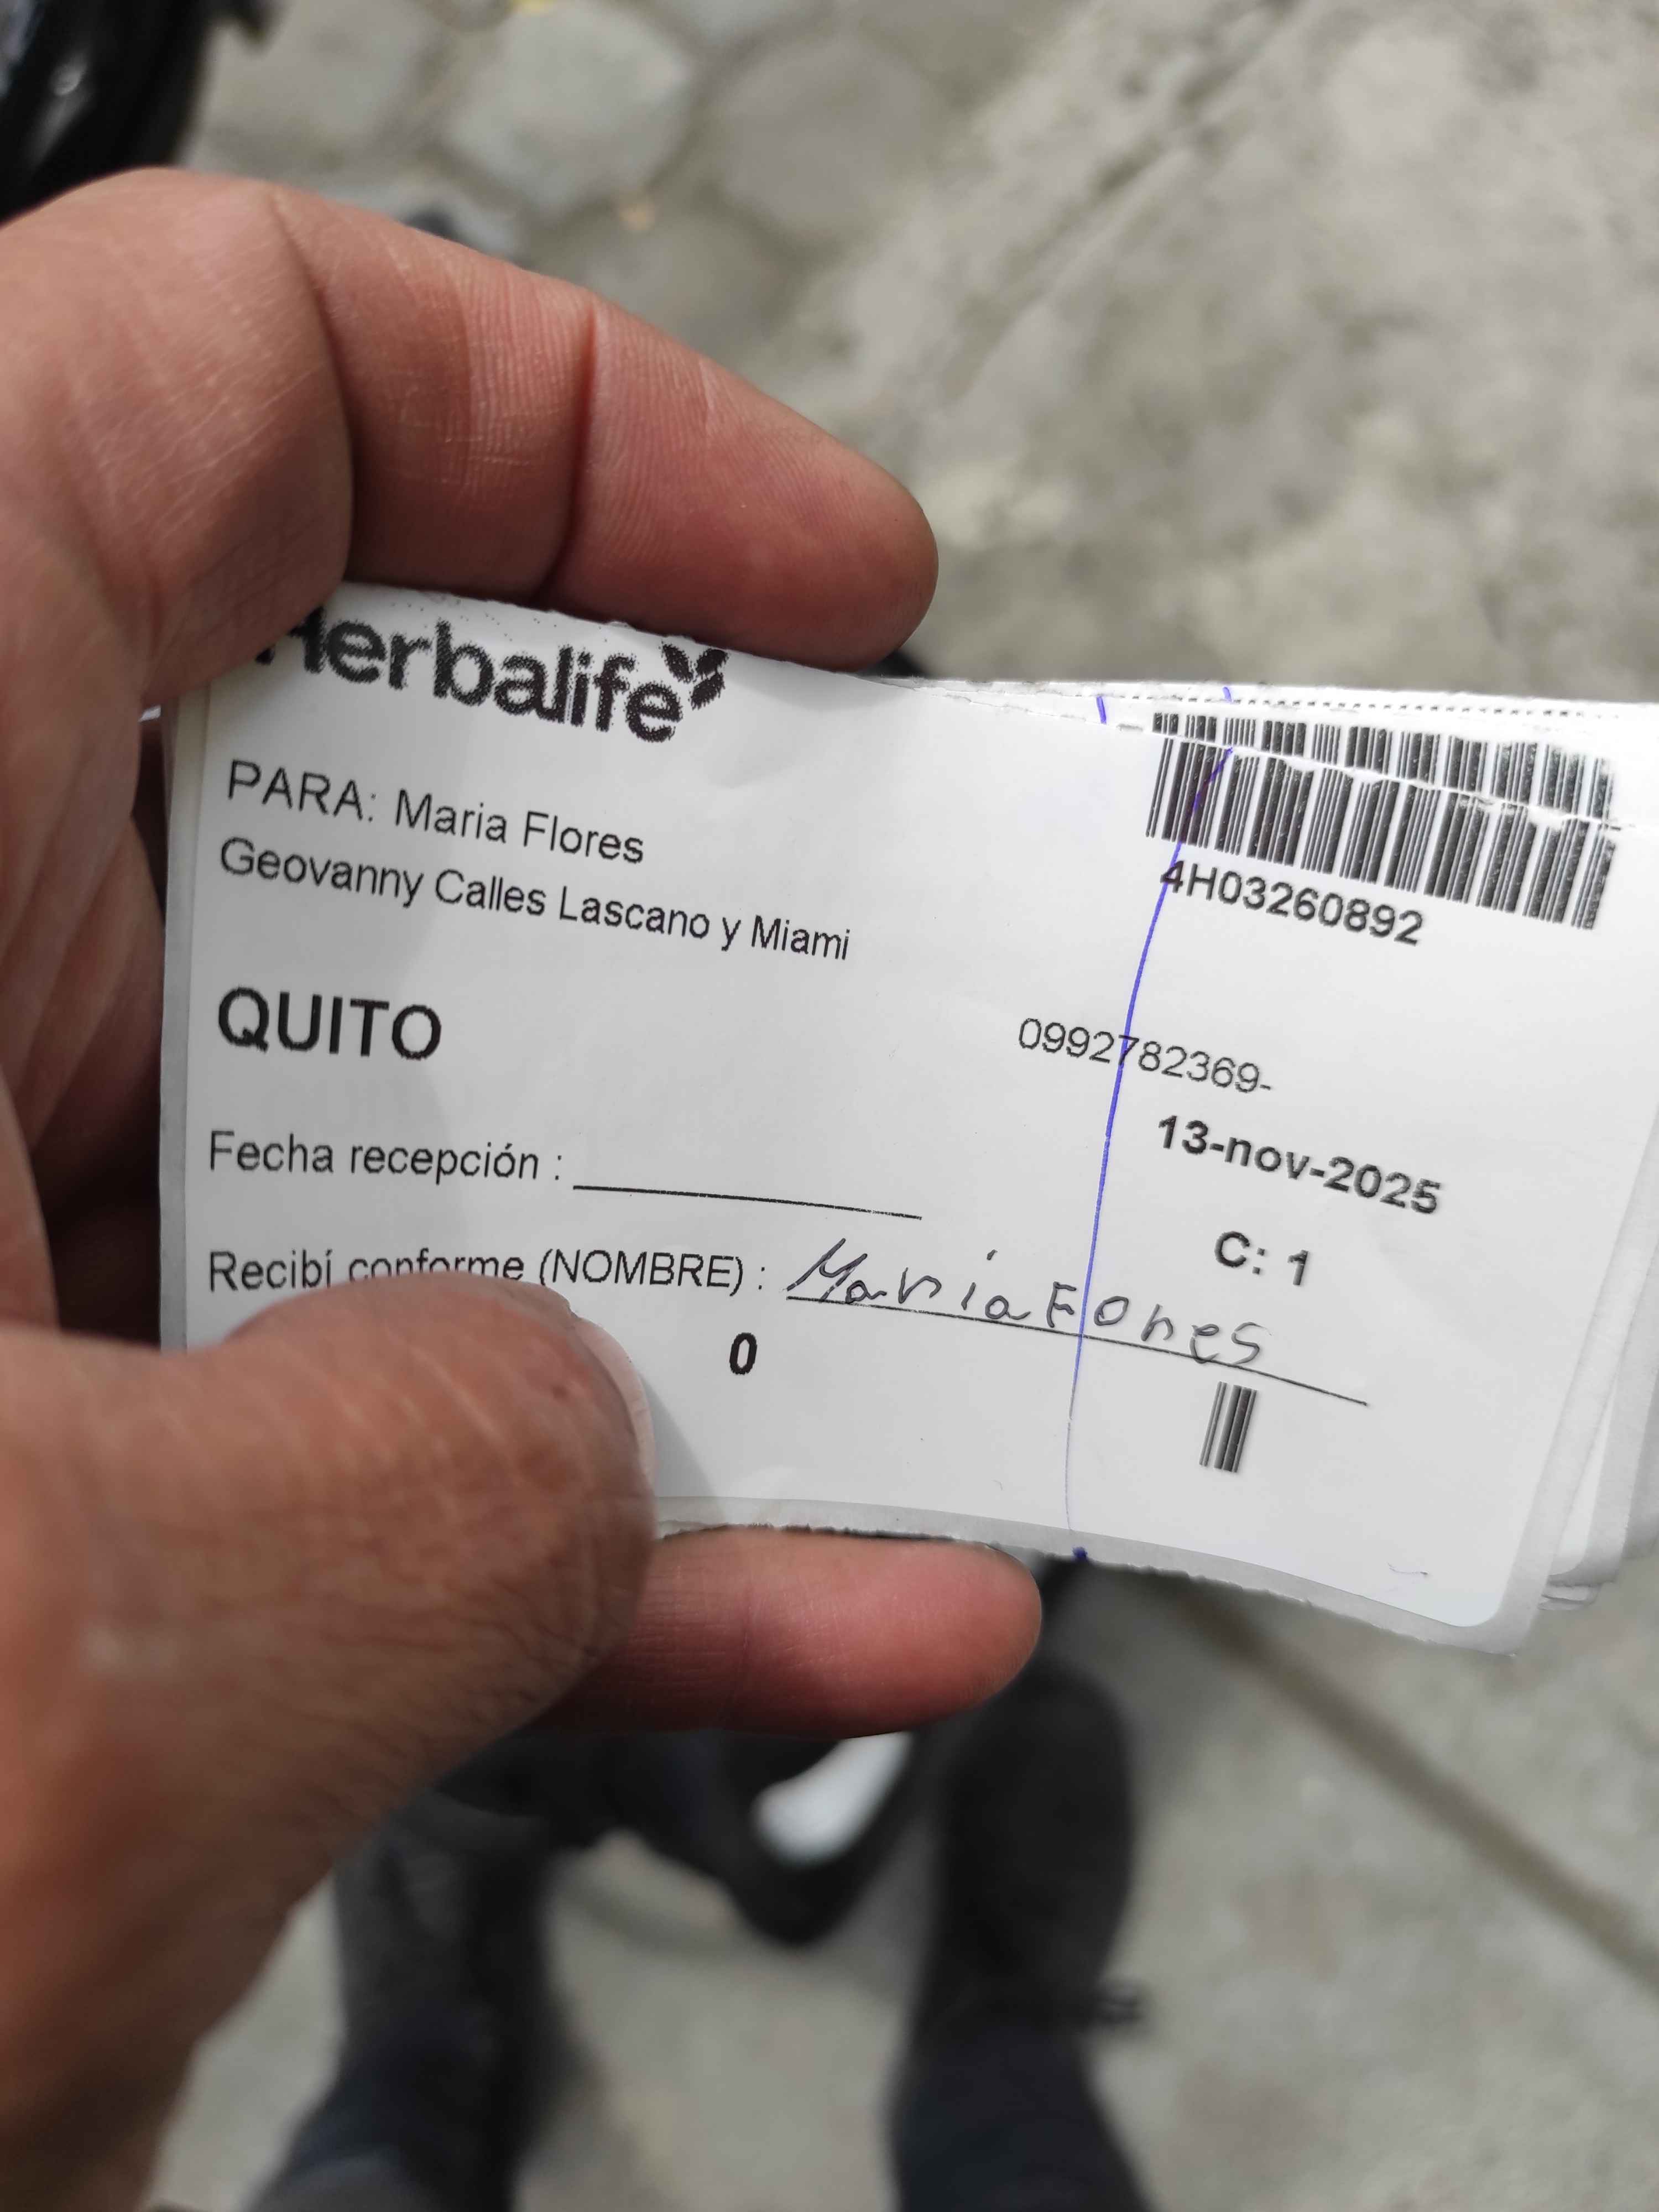 Herbalife
PARA: Maria Flores
Geovanny Calles Lascano y Miami
4H03260892
QUITO
0992782369-
13-nov-2025
Fecha recepción :
C: 1
Recibí conforme (NOMBRE) : Maria Flores
0